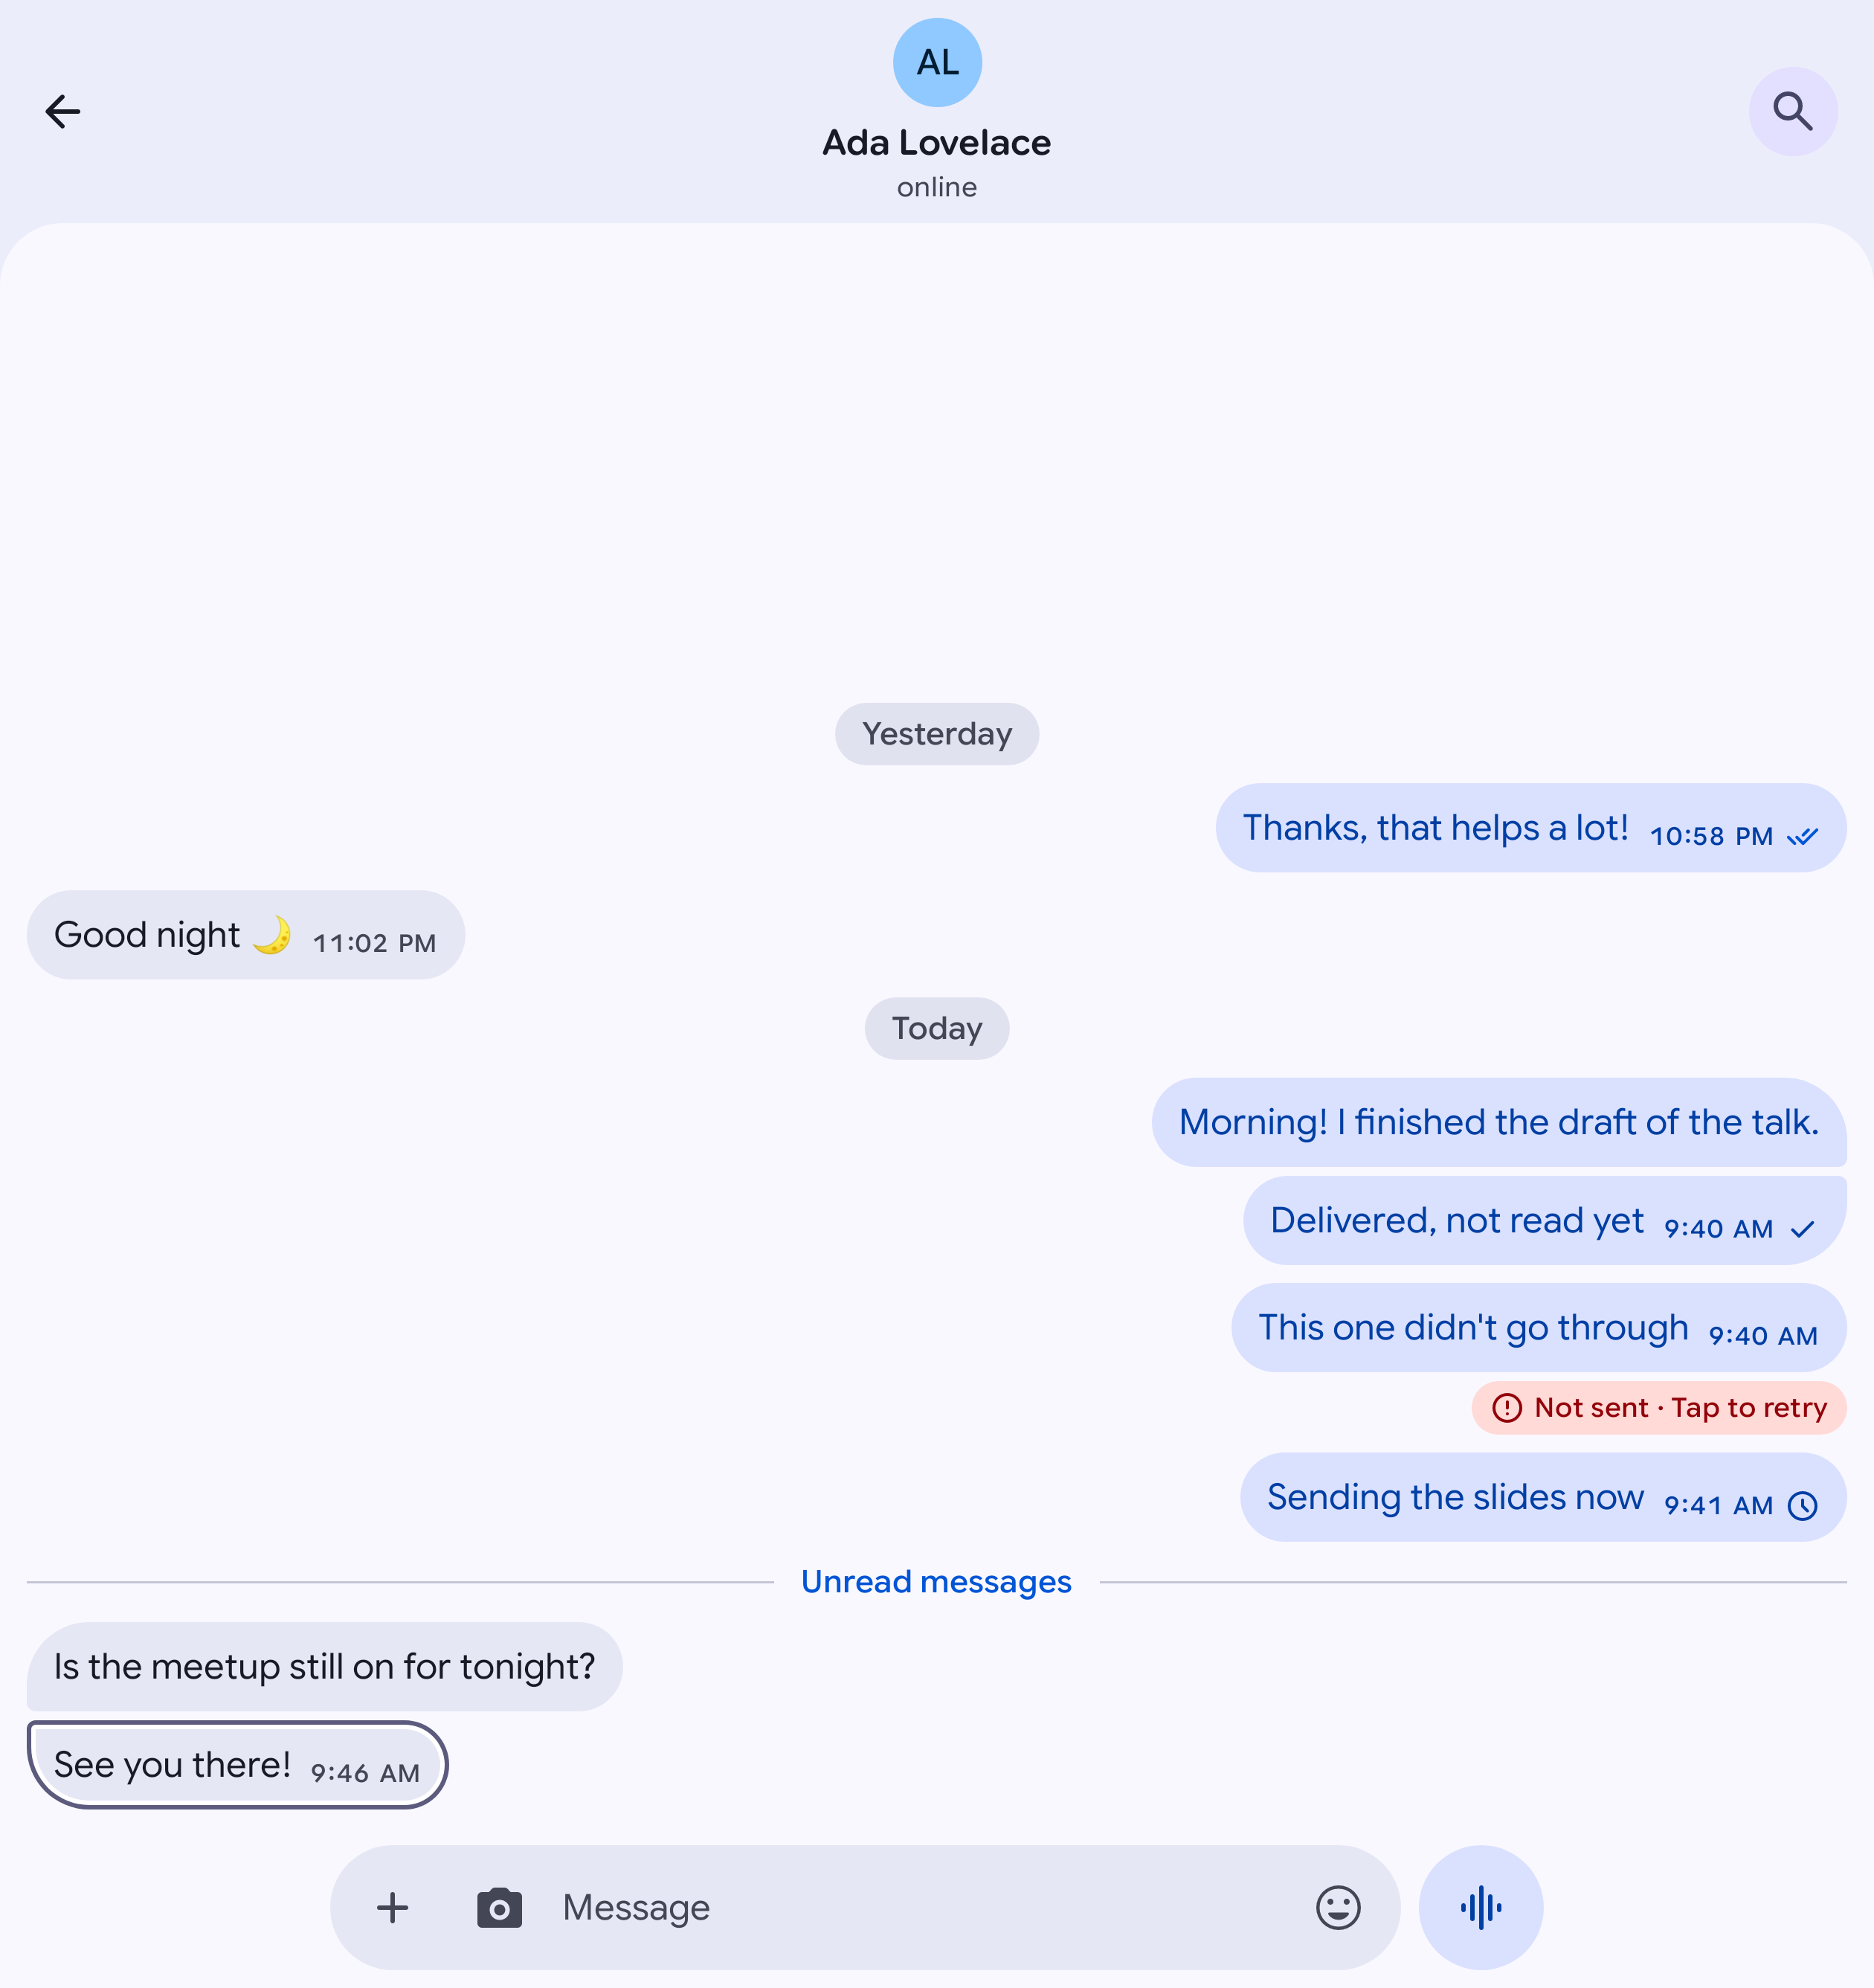 AL
Ada Lovelace
online
Yesterday
Thanks, that helps a lot! 10:58 PM
Good night 🌙 11:02 PM
Today
Morning! I finished the draft of the talk.
Delivered, not read yet 9:40 AM
This one didn't go through 9:40 AM
Not sent · Tap to retry
Sending the slides now 9:41 AM
Unread messages
Is the meetup still on for tonight?
See you there! 9:46 AM
Message